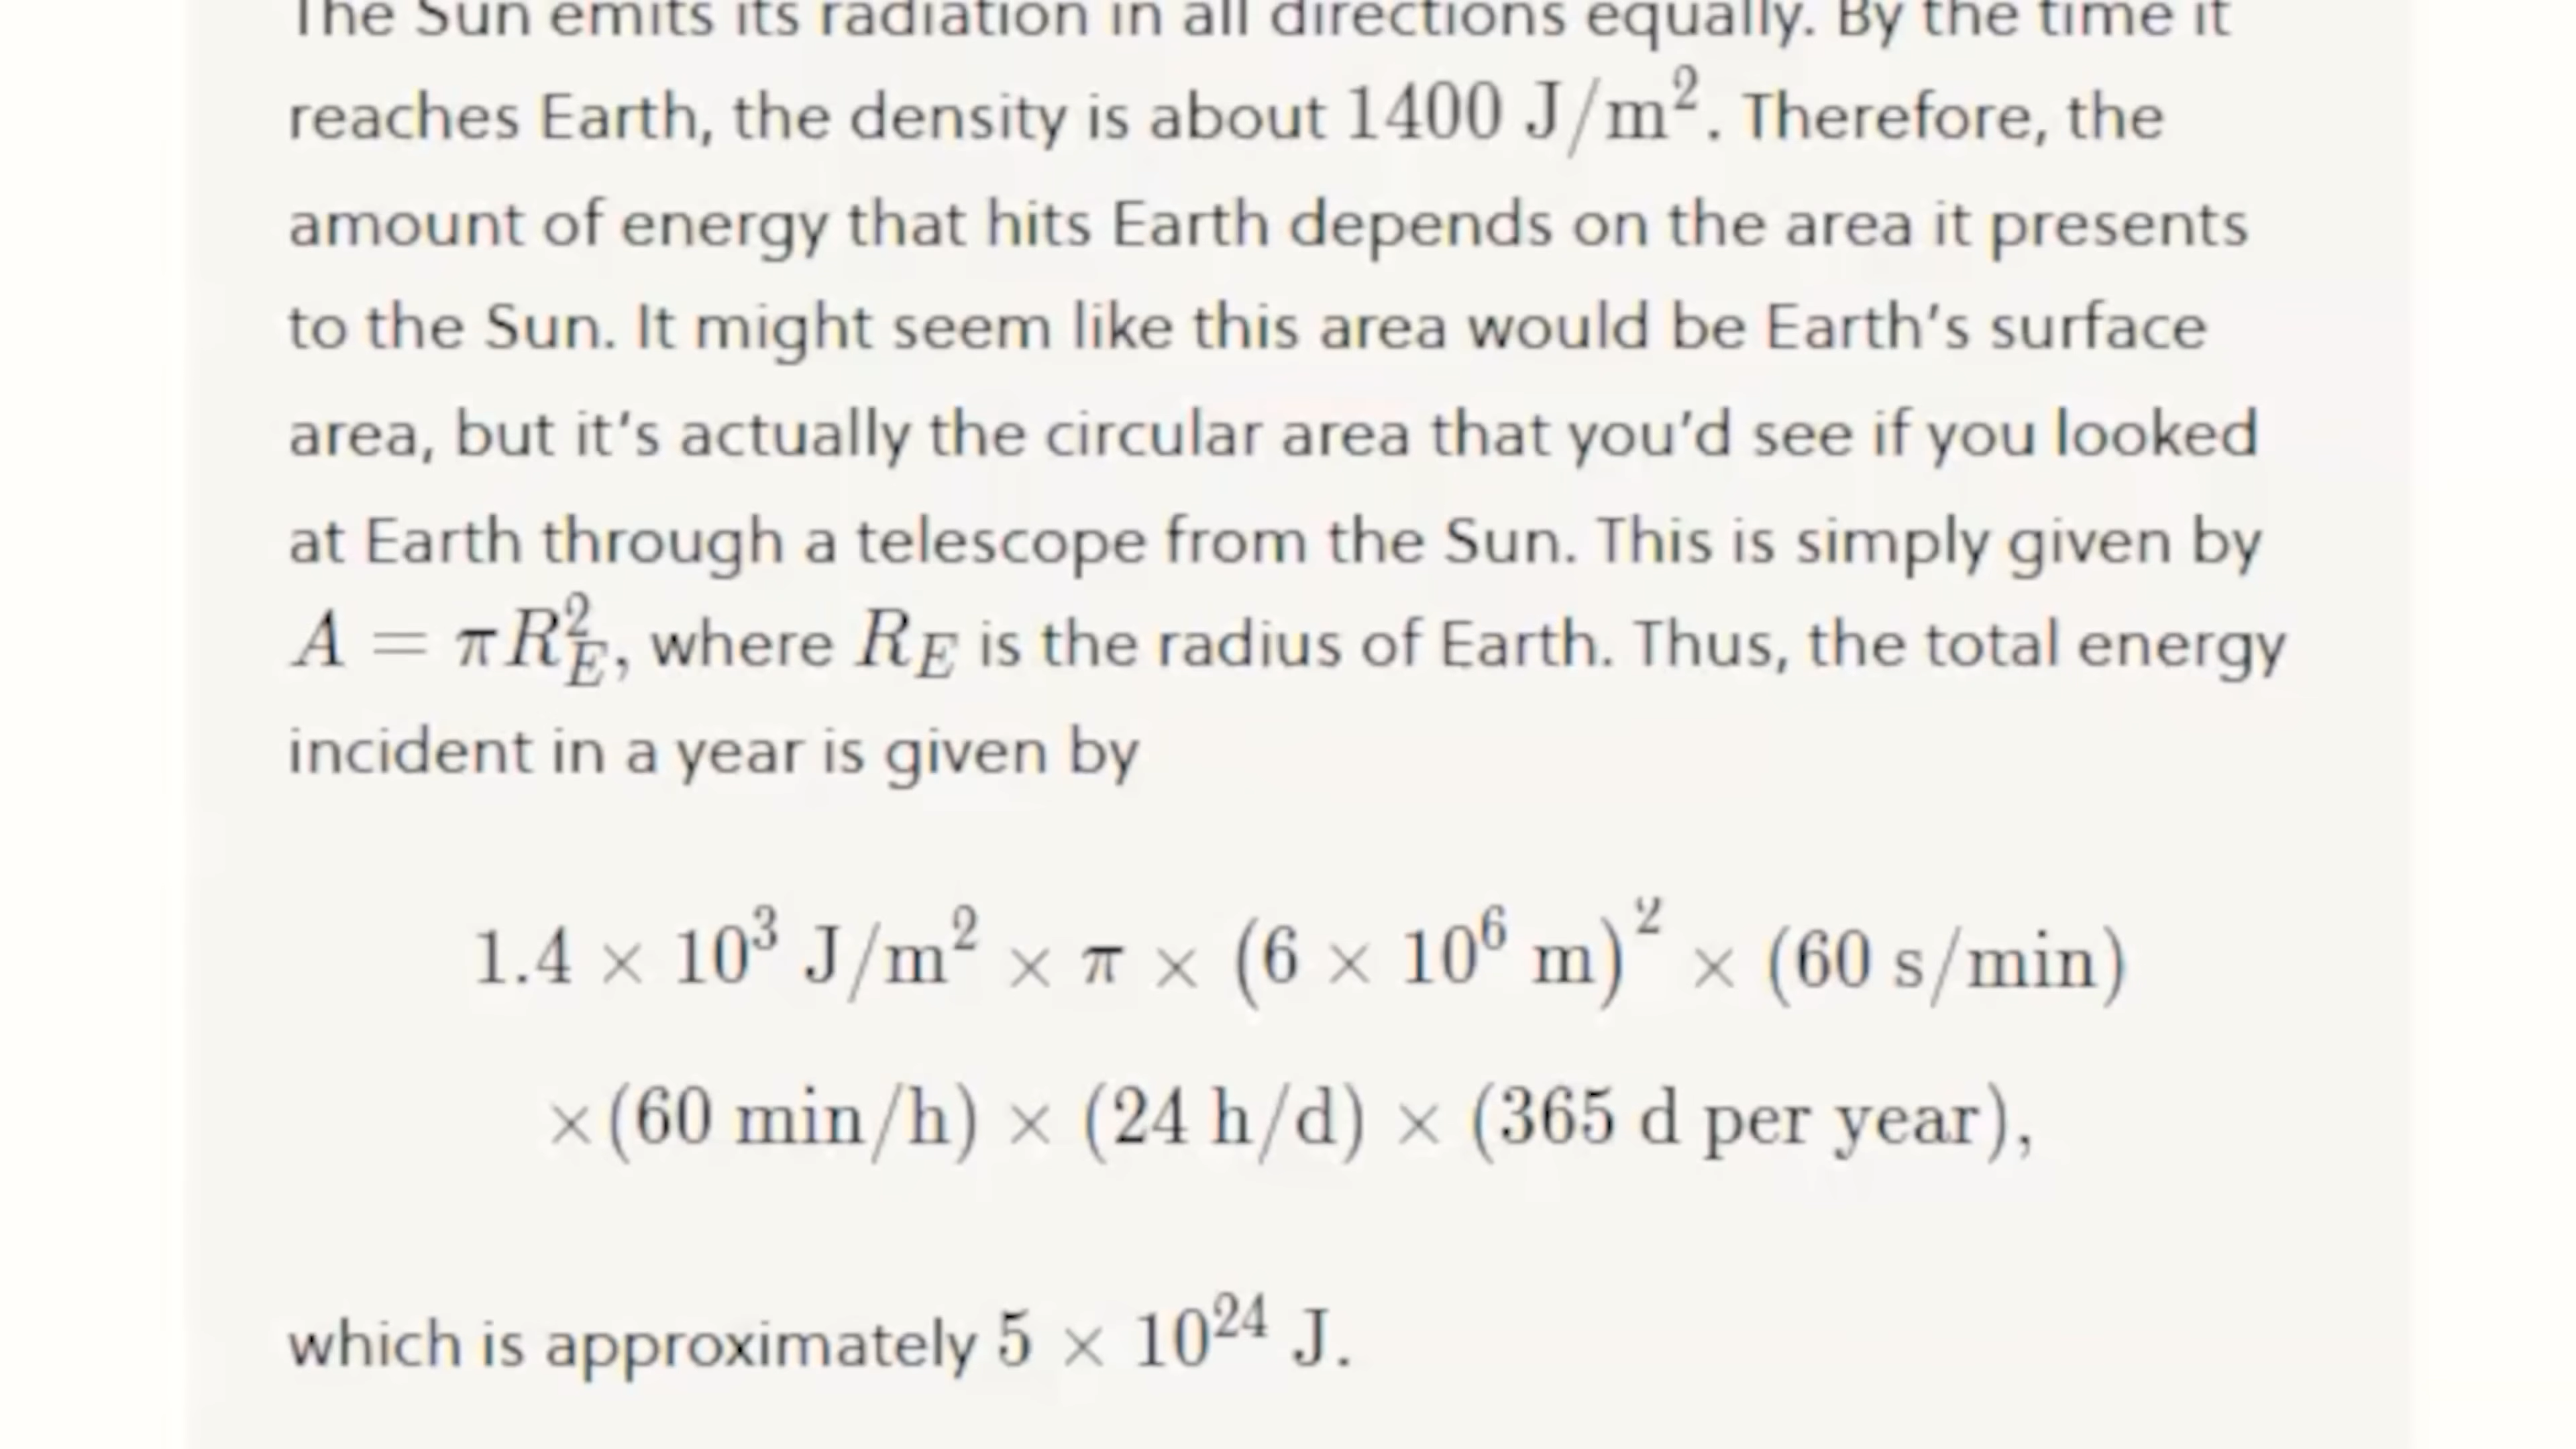 The Sun emits its radiation in all directions equally. By the time it
reaches Earth, the density is about 1400 J/m². Therefore, the
amount of energy that hits Earth depends on the area it presents
to the Sun. It might seem like this area would be Earth’s surface
area, but it’s actually the circular area that you’d see if you looked
at Earth through a telescope from the Sun. This is simply given by
A = πR_E², where R_E is the radius of Earth. Thus, the total energy
incident in a year is given by
1.4 × 10³ J/m² × π × (6 × 10⁶ m)² × (60 s/min)
×(60 min/h) × (24 h/d) × (365 d per year),
which is approximately 5 × 10²⁴ J.